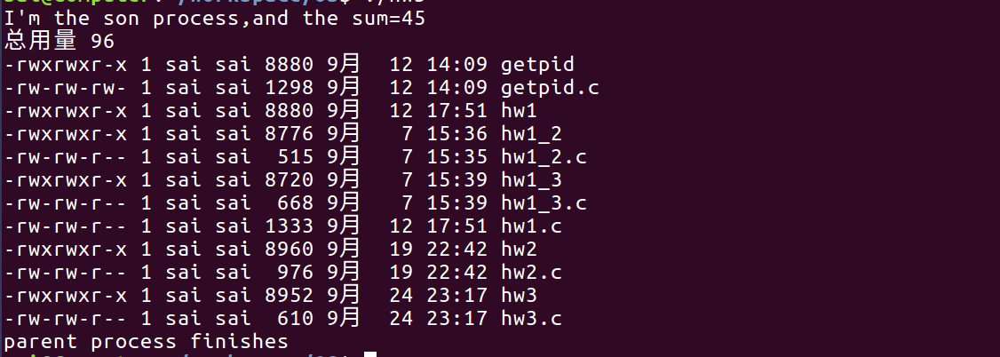 I'm the son process,and the sum=45
总用量 96
-rwxrwxr-x 1 sai sai 8880 9月  12 14:09 getpid
-rw-rw-rw- 1 sai sai 1298 9月  12 14:09 getpid.c
-rwxrwxr-x 1 sai sai 8880 9月  12 17:51 hw1
-rwxrwxr-x 1 sai sai 8776 9月   7 15:36 hw1_2
-rw-rw-r-- 1 sai sai  515 9月   7 15:35 hw1_2.c
-rwxrwxr-x 1 sai sai 8720 9月   7 15:39 hw1_3
-rw-rw-r-- 1 sai sai  668 9月   7 15:39 hw1_3.c
-rw-rw-r-- 1 sai sai 1333 9月  12 17:51 hw1.c
-rwxrwxr-x 1 sai sai 8960 9月  19 22:42 hw2
-rw-rw-r-- 1 sai sai  976 9月  19 22:42 hw2.c
-rwxrwxr-x 1 sai sai 8952 9月  24 23:17 hw3
-rw-rw-r-- 1 sai sai  610 9月  24 23:17 hw3.c
parent process finishes